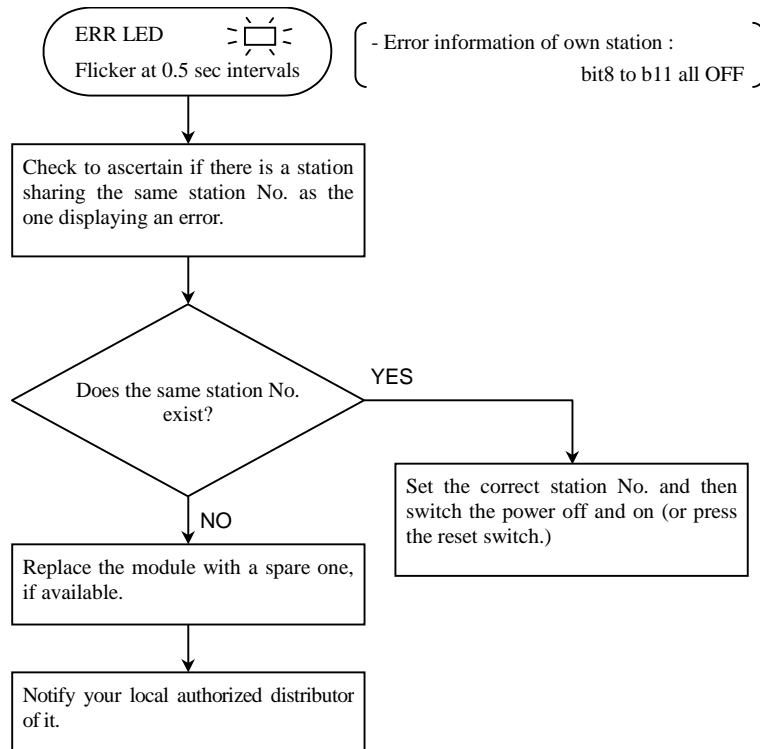 ERR LED
Flicker at 0.5 sec intervals
- Error information of own station :
bit8 to b11 all OFF
Check to ascertain if there is a station
sharing the same station No. as the
one displaying an error.
Does the same station No.
exist?
YES
NO
Set the correct station No. and then
switch the power off and on (or press
the reset switch.)
Replace the module with a spare one,
if available.
Notify your local authorized distributor
of it.